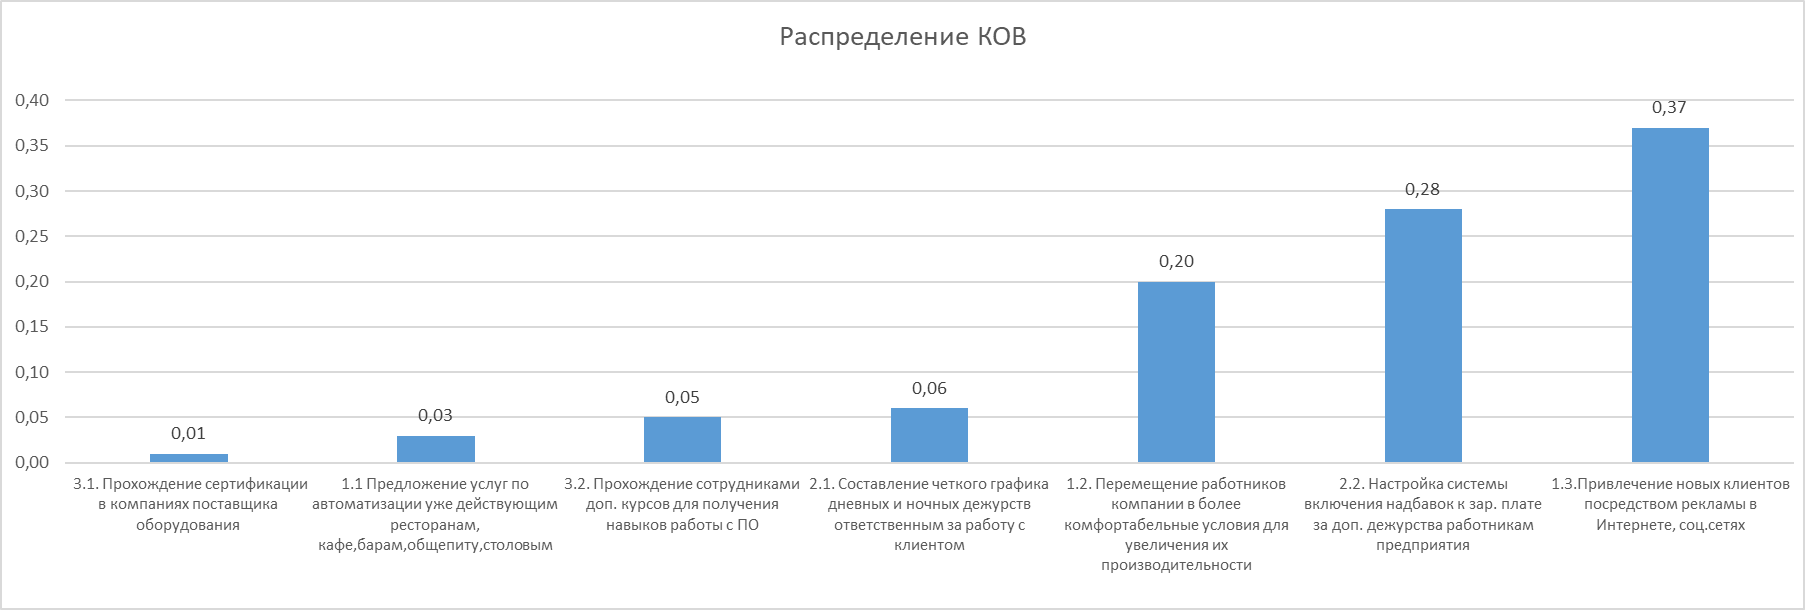 Распределение КОВ
0,40
0,35
0,30
0,25
0,20
0,15
0,10
0,05
0,00
0,01
0,03
0,05
0,06
0,20
0,28
0,37
3.1. Прохождение сертификации
в компаниях поставщика
оборудования
1.1 Предложение услуг по
автоматизации уже действующим
ресторанам,
кафе,барам,общепиту,столовым
3.2. Прохождение сотрудниками
доп. курсов для получения
навыков работы с ПО
2.1. Составление четкого графика
дневных и ночных дежурств
ответственным за работу с
клиентом
1.2. Перемещение работников
компании в более
комфортабельные условия для
увеличения их
производительности
2.2. Настройка системы
включения надбавок к зар. плате
за доп. дежурства работникам
предприятия
1.3.Привлечение новых клиентов
посредством рекламы в
Интернете, соц.сетях